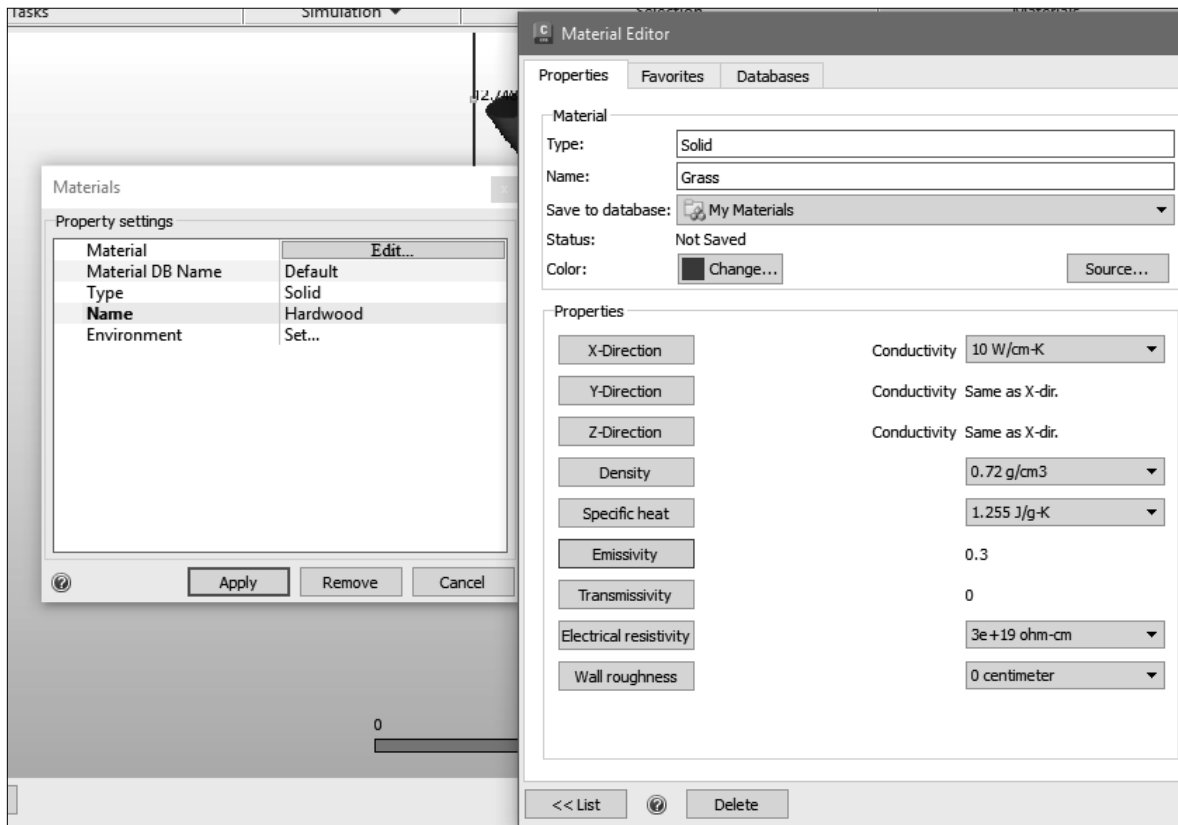 Tasks
Simulation
Selection
Materials
12,748
Materials
Property settings
Material Edit...
Material DB Name Default
Type Solid
Name Hardwood
Environment Set...
Apply Remove Cancel
0
Material Editor
Properties Favorites Databases
Material
Type: Solid
Name: Grass
Save to database: My Materials
Status: Not Saved
Color: Change... Source...
Properties
X-Direction Conductivity 10 W/cm-K
Y-Direction Conductivity Same as X-dir.
Z-Direction Conductivity Same as X-dir.
Density 0.72 g/cm3
Specific heat 1.255 J/g-K
Emissivity 0.3
Transmissivity 0
Electrical resistivity 3e+19 ohm-cm
Wall roughness 0 centimeter
<< List Delete